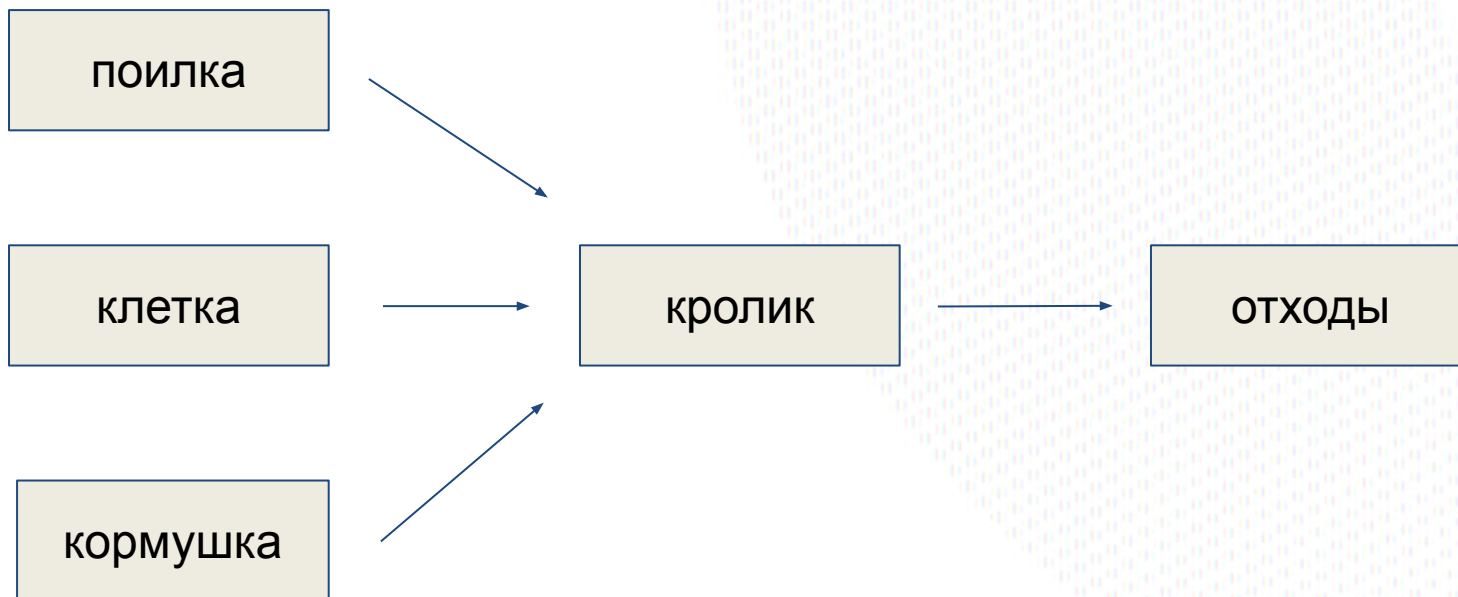 поилка
клетка
кролик
отходы
кормушка